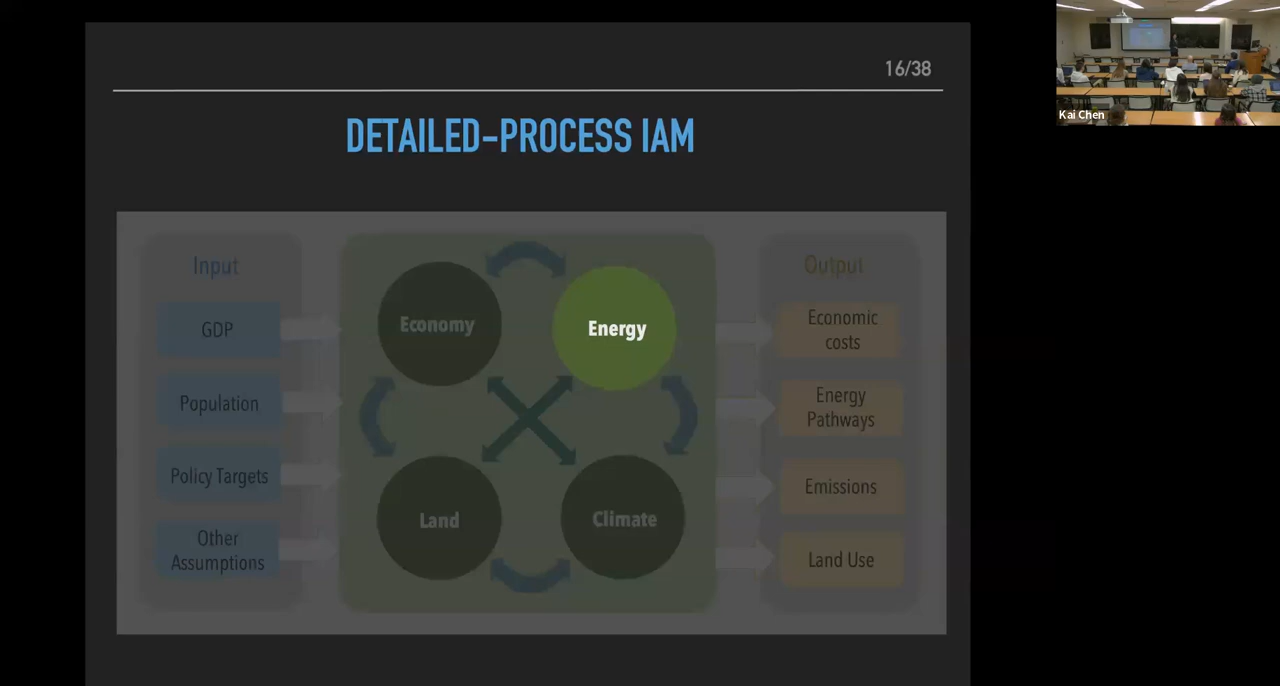 16/38
Kai Chen
DETAILED-PROCESS IAM
Input
GDP
Population
Policy Targets
Other
Assumptions
Economy
Energy
Land
Climate
Output
Economic
costs
Energy
Pathways
Emissions
Land Use